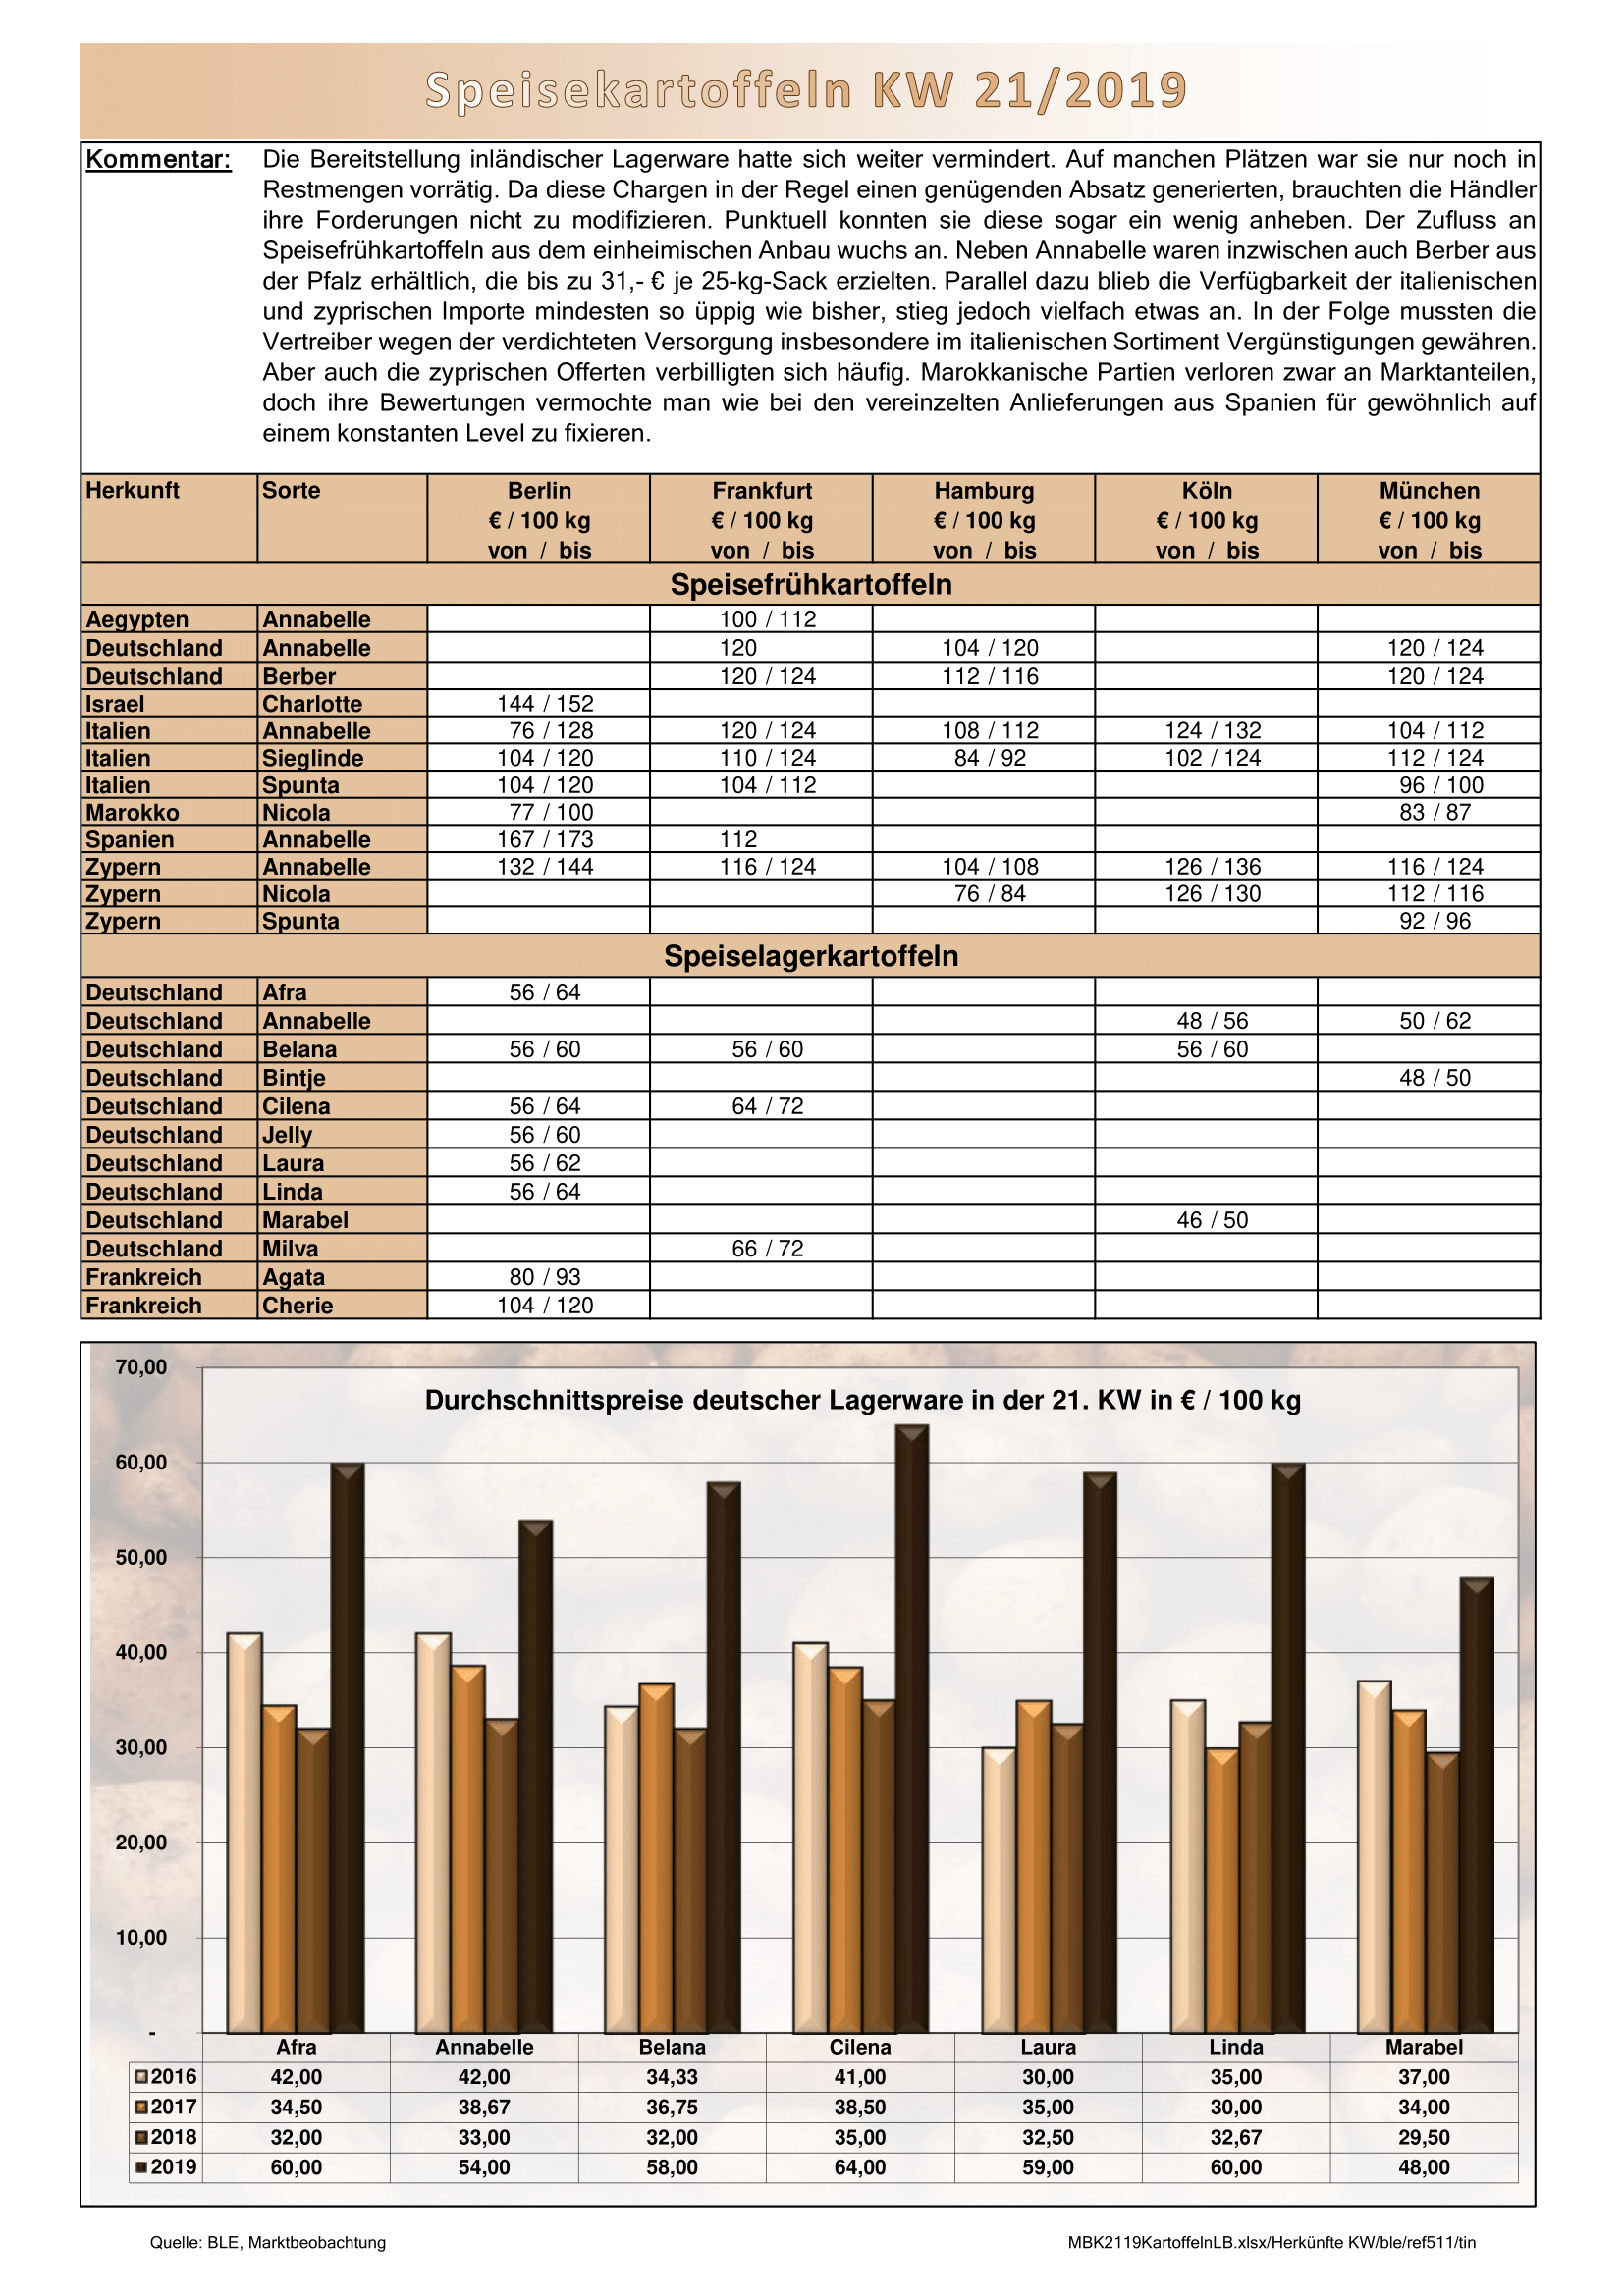 Speisekartoffeln KW 21/2019
Kommentar: Die Bereitstellung inländischer Lagerware hatte sich weiter vermindert. Auf manchen Plätzen war sie nur noch in
Restmengen vorrätig. Da diese Chargen in der Regel einen genügenden Absatz generierten, brauchten die Händler
ihre Forderungen nicht zu modifizieren. Punktuell konnten sie diese sogar ein wenig anheben. Der Zufluss an
Speisefrühkartoffeln aus dem einheimischen Anbau wuchs an. Neben Annabelle waren inzwischen auch Berber aus
der Pfalz erhältlich, die bis zu 31,- € je 25-kg-Sack erzielten. Parallel dazu blieb die Verfügbarkeit der italienischen
und zyprischen Importe mindesten so üppig wie bisher, stieg jedoch vielfach etwas an. In der Folge mussten die
Vertreiber wegen der verdichteten Versorgung insbesondere im italienischen Sortiment Vergünstigungen gewähren.
Aber auch die zyprischen Offerten verbilligten sich häufig. Marokkanische Partien verloren zwar an Marktanteilen,
doch ihre Bewertungen vermochte man wie bei den vereinzelten Anlieferungen aus Spanien für gewöhnlich auf
einem konstanten Level zu fixieren.
Herkunft Sorte Berlin Frankfurt Hamburg Köln München
€ / 100 kg € / 100 kg € / 100 kg € / 100 kg € / 100 kg
von / bis von / bis von / bis von / bis von / bis
Speisefrühkartoffeln
Aegypten Annabelle 100 / 112
Deutschland Annabelle 120 104 / 120 120 / 124
Deutschland Berber 120 / 124 112 / 116 120 / 124
Israel Charlotte 144 / 152
Italien Annabelle 76 / 128 120 / 124 108 / 112 124 / 132 104 / 112
Italien Sieglinde 104 / 120 110 / 124 84 / 92 102 / 124 112 / 124
Italien Spunta 104 / 120 104 / 112 96 / 100
Marokko Nicola 77 / 100 83 / 87
Spanien Annabelle 167 / 173 112
Zypern Annabelle 132 / 144 116 / 124 104 / 108 126 / 136 116 / 124
Zypern Nicola 76 / 84 126 / 130 112 / 116
Zypern Spunta 92 / 96
Speiselagerkartoffeln
Deutschland Afra 56 / 64
Deutschland Annabelle 48 / 56 50 / 62
Deutschland Belana 56 / 60 56 / 60 56 / 60
Deutschland Bintje 48 / 50
Deutschland Cilena 56 / 64 64 / 72
Deutschland Jelly 56 / 60
Deutschland Laura 56 / 62
Deutschland Linda 56 / 64
Deutschland Marabel 46 / 50
Deutschland Milva 66 / 72
Frankreich Agata 80 / 93
Frankreich Cherie 104 / 120
Durchschnittspreise deutscher Lagerware in der 21. KW in € / 100 kg
70,00
60,00
50,00
40,00
30,00
20,00
10,00
-
Afra Annabelle Belana Cilena Laura Linda Marabel
2016 42,00 42,00 34,33 41,00 30,00 35,00 37,00
2017 34,50 38,67 36,75 38,50 35,00 30,00 34,00
2018 32,00 33,00 32,00 35,00 32,50 32,67 29,50
2019 60,00 54,00 58,00 64,00 59,00 60,00 48,00
Quelle: BLE, Marktbeobachtung MBK2119KartoffelnLB.xlsx/Herkünfte KW/ble/ref511/tin